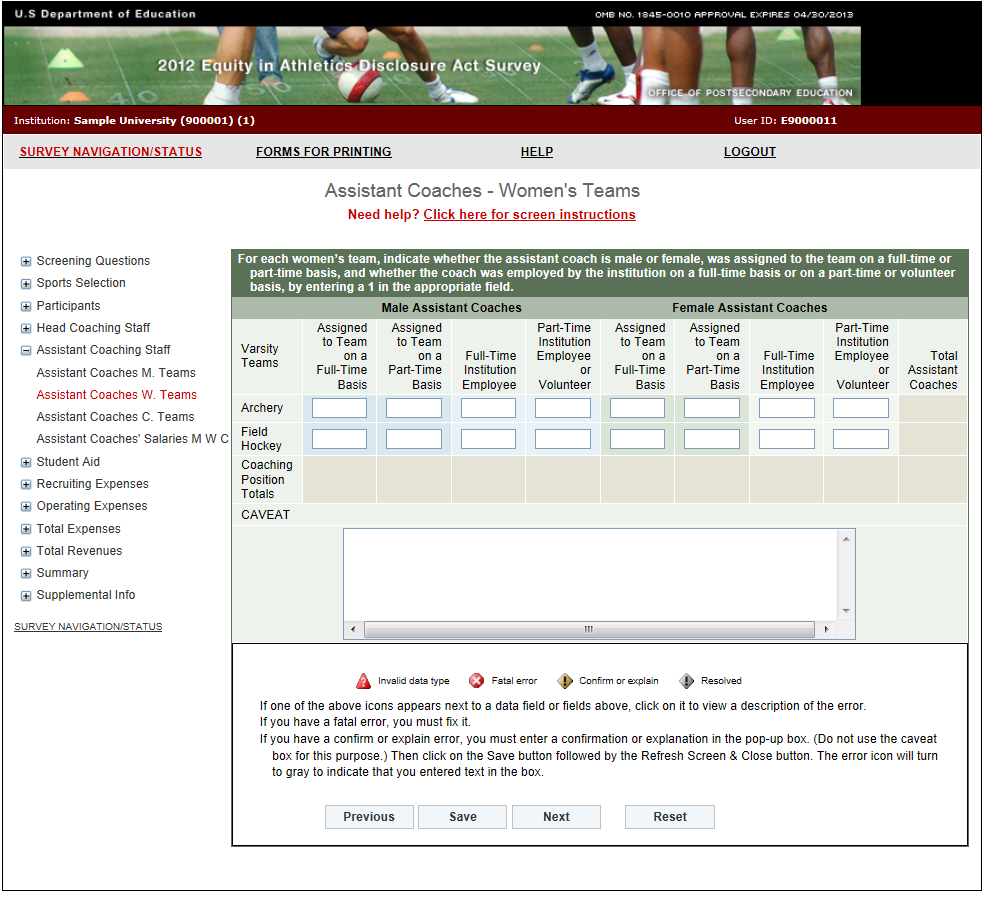 U.S Department of Education
OMB NO. 1845-0010 APPROVAL EXPIRES 04/30/2013
2012 Equity in Athletics Disclosure Act Survey
OFFICE OF POSTSECONDARY EDUCATION
Institution: Sample University (900001) (1)
User ID: E9000011
SURVEY NAVIGATION/STATUS
FORMS FOR PRINTING
HELP
LOGOUT
Assistant Coaches - Women's Teams
Need help? Click here for screen instructions
Screening Questions
Sports Selection
Participants
Head Coaching Staff
Assistant Coaching Staff
Assistant Coaches M. Teams
Assistant Coaches W. Teams
Assistant Coaches C. Teams
Assistant Coaches' Salaries M W C
Student Aid
Recruiting Expenses
Operating Expenses
Total Expenses
Total Revenues
Summary
Supplemental Info
SURVEY NAVIGATION/STATUS
For each women's team, indicate whether the assistant coach is male or female, was assigned to the team on a full-time or
part-time basis, and whether the coach was employed by the institution on a full-time basis or on a part-time or volunteer
basis, by entering a 1 in the appropriate field.
Male Assistant Coaches
Female Assistant Coaches
Varsity
Teams
Assigned
to Team
on a
Full-Time
Basis
Assigned
to Team
on a
Part-Time
Basis
Full-Time
Institution
Employee
Part-Time
Institution
Employee
or
Volunteer
Assigned
to Team
on a
Full-Time
Basis
Assigned
to Team
on a
Part-Time
Basis
Full-Time
Institution
Employee
Part-Time
Institution
Employee
or
Volunteer
Total
Assistant
Coaches
Archery
Field
Hockey
Coaching
Position
Totals
CAVEAT
Invalid data type
Fatal error
Confirm or explain
Resolved
If one of the above icons appears next to a data field or fields above, click on it to view a description of the error.
If you have a fatal error, you must fix it.
If you have a confirm or explain error, you must enter a confirmation or explanation in the pop-up box. (Do not use the caveat
box for this purpose.) Then click on the Save button followed by the Refresh Screen & Close button. The error icon will turn
to gray to indicate that you entered text in the box.
Previous
Save
Next
Reset